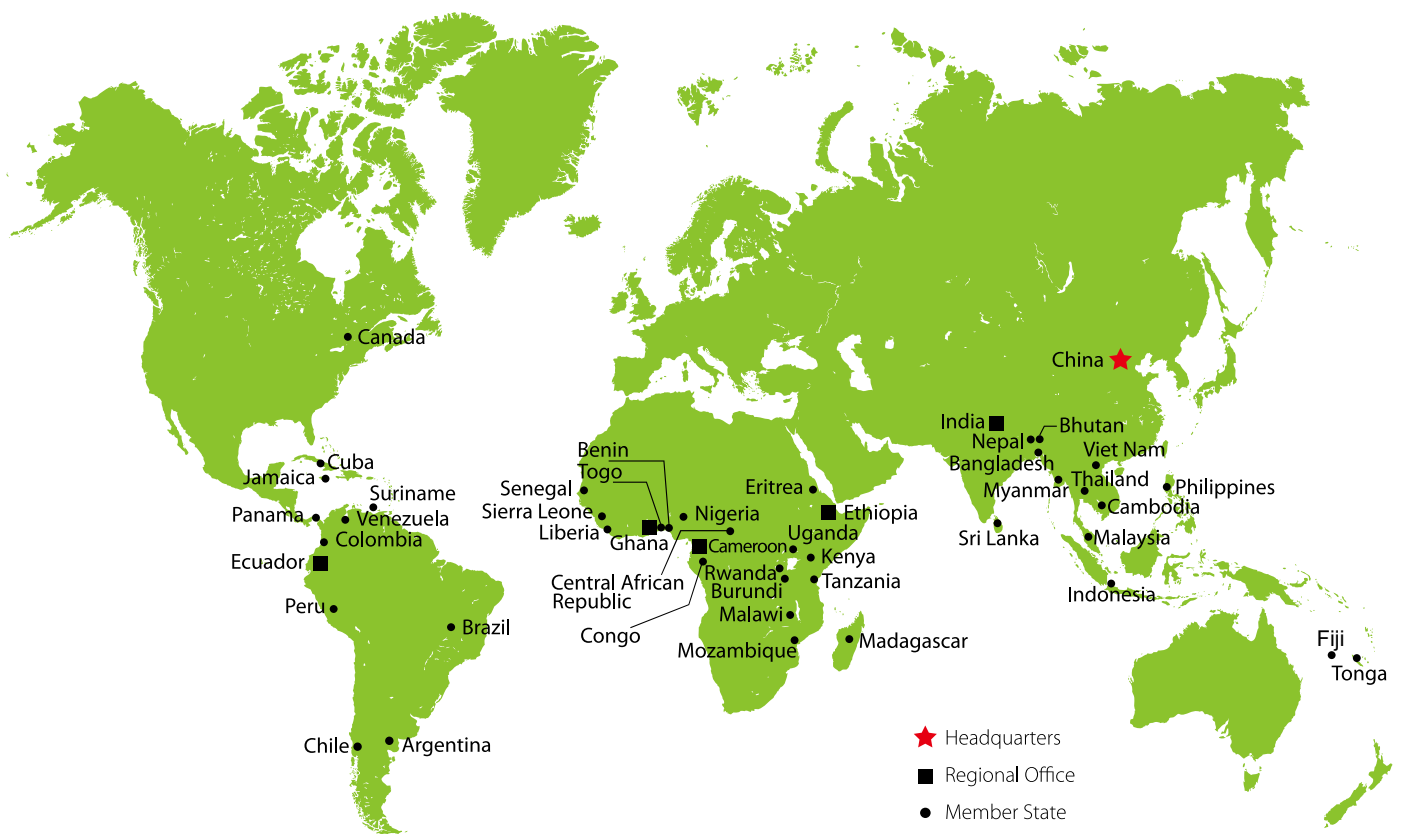 Canada
China
India
Bhutan
Nepal
Viet Nam
Bangladesh
Benin
Cuba
Togo
Jamaica
Thailand
Myanmar
Philippines
Senegal
Eritrea
Suriname
Cambodia
Sierra Leone
Nigeria
Ethiopia
Panama
Venezuela
Liberia
Uganda
Sri Lanka
Malaysia
Colombia
Ghana
Cameroon
Kenya
Ecuador
Rwanda
Tanzania
Central African
Republic
Burundi
Indonesia
Peru
Malawi
Brazil
Congo
Madagascar
Fiji
Mozambique
Tonga
Chile
Argentina
Headquarters
Regional Office
Member State